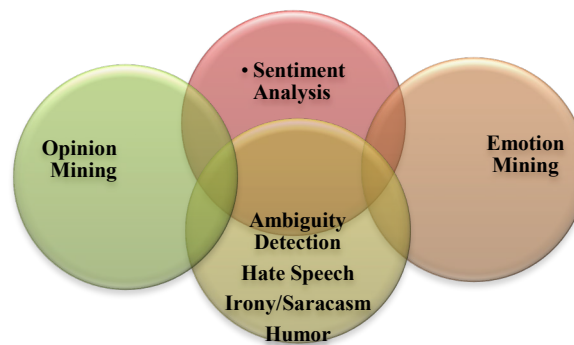 • Sentiment
Analysis
Opinion
Mining
Emotion
Mining
Ambiguity
Detection
Hate Speech
Irony/Saracasm
Humor